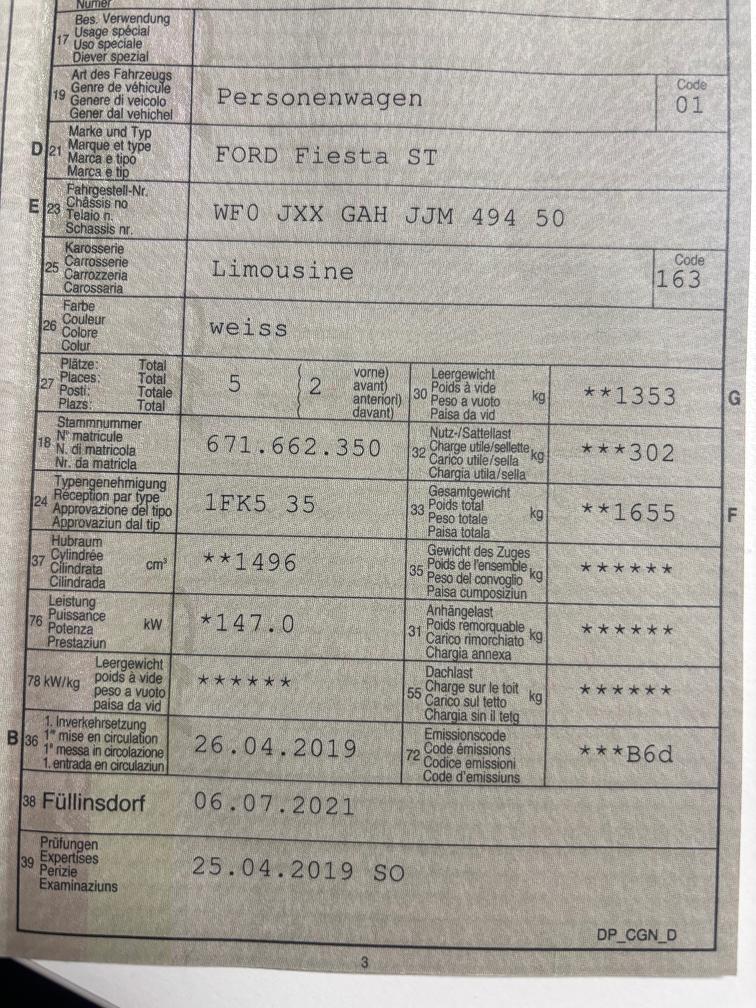 Numer
17 Bes. Verwendung
Usage spécial
Uso speciale
Diever spezial
19 Art des Fahrzeugs
Genre de véhicule
Genere di veicolo
Gener dal vehichel
Personenwagen
Code
01
D 21 Marke und Typ
Marque et type
Marca e tipo
Marca e tip
FORD Fiesta ST
E 23 Fahrgestell-Nr.
Châssis no
Telaio n.
Schassis nr.
WF0 JXX GAH JJM 494 50
25 Karosserie
Carrosserie
Carrozzeria
Carossaria
Limousine
Code
163
26 Farbe
Couleur
Colore
Colur
weiss
27 Plätze: Total
Places: Total
Posti: Totale
Plazs: Total
5 ( 2 vorne)
avant)
anteriori)
davant)
30 Leergewicht
Poids à vide
Peso a vuoto
Paisa da vid
kg
**1353
G
18 Stammnummer
N° matricule
N. di matricola
Nr. da matricla
671.662.350
32 Nutz-/Sattellast
Charge utile/sellette
Carico utile/sella
Chargia utila/sella
kg
***302
24 Typengenehmigung
Réception par type
Approvazione del tipo
Approvaziun dal tip
1FK5 35
33 Gesamtgewicht
Poids total
Peso totale
Paisa totala
kg
**1655
F
37 Hubraum
Cylindrée
Cilindrata
Cilindrada
cm³
**1496
35 Gewicht des Zuges
Poids de l'ensemble
Peso del convoglio
Paisa cumposiziun
kg
******
76 Leistung
Puissance
Potenza
Prestaziun
kW
*147.0
31 Anhängelast
Poids remorquable
Carico rimorchiato
Chargia annexa
kg
******
78 kW/kg Leergewicht
poids à vide
peso a vuoto
paisa da vid
******
55 Dachlast
Charge sur le toit
Carico sul tetto
Chargia sin il tetg
kg
******
B 36 1. Inverkehrsetzung
1re mise en circulation
1a messa in circolazione
1. entrada en circulaziun
26.04.2019
72 Emissionscode
Code émissions
Codice emissioni
Code d'emissiuns
***B6d
38 Füllinsdorf 06.07.2021
39 Prüfungen
Expertises
Perizie
Examinaziuns
25.04.2019 SO
DP_CGN_D
3